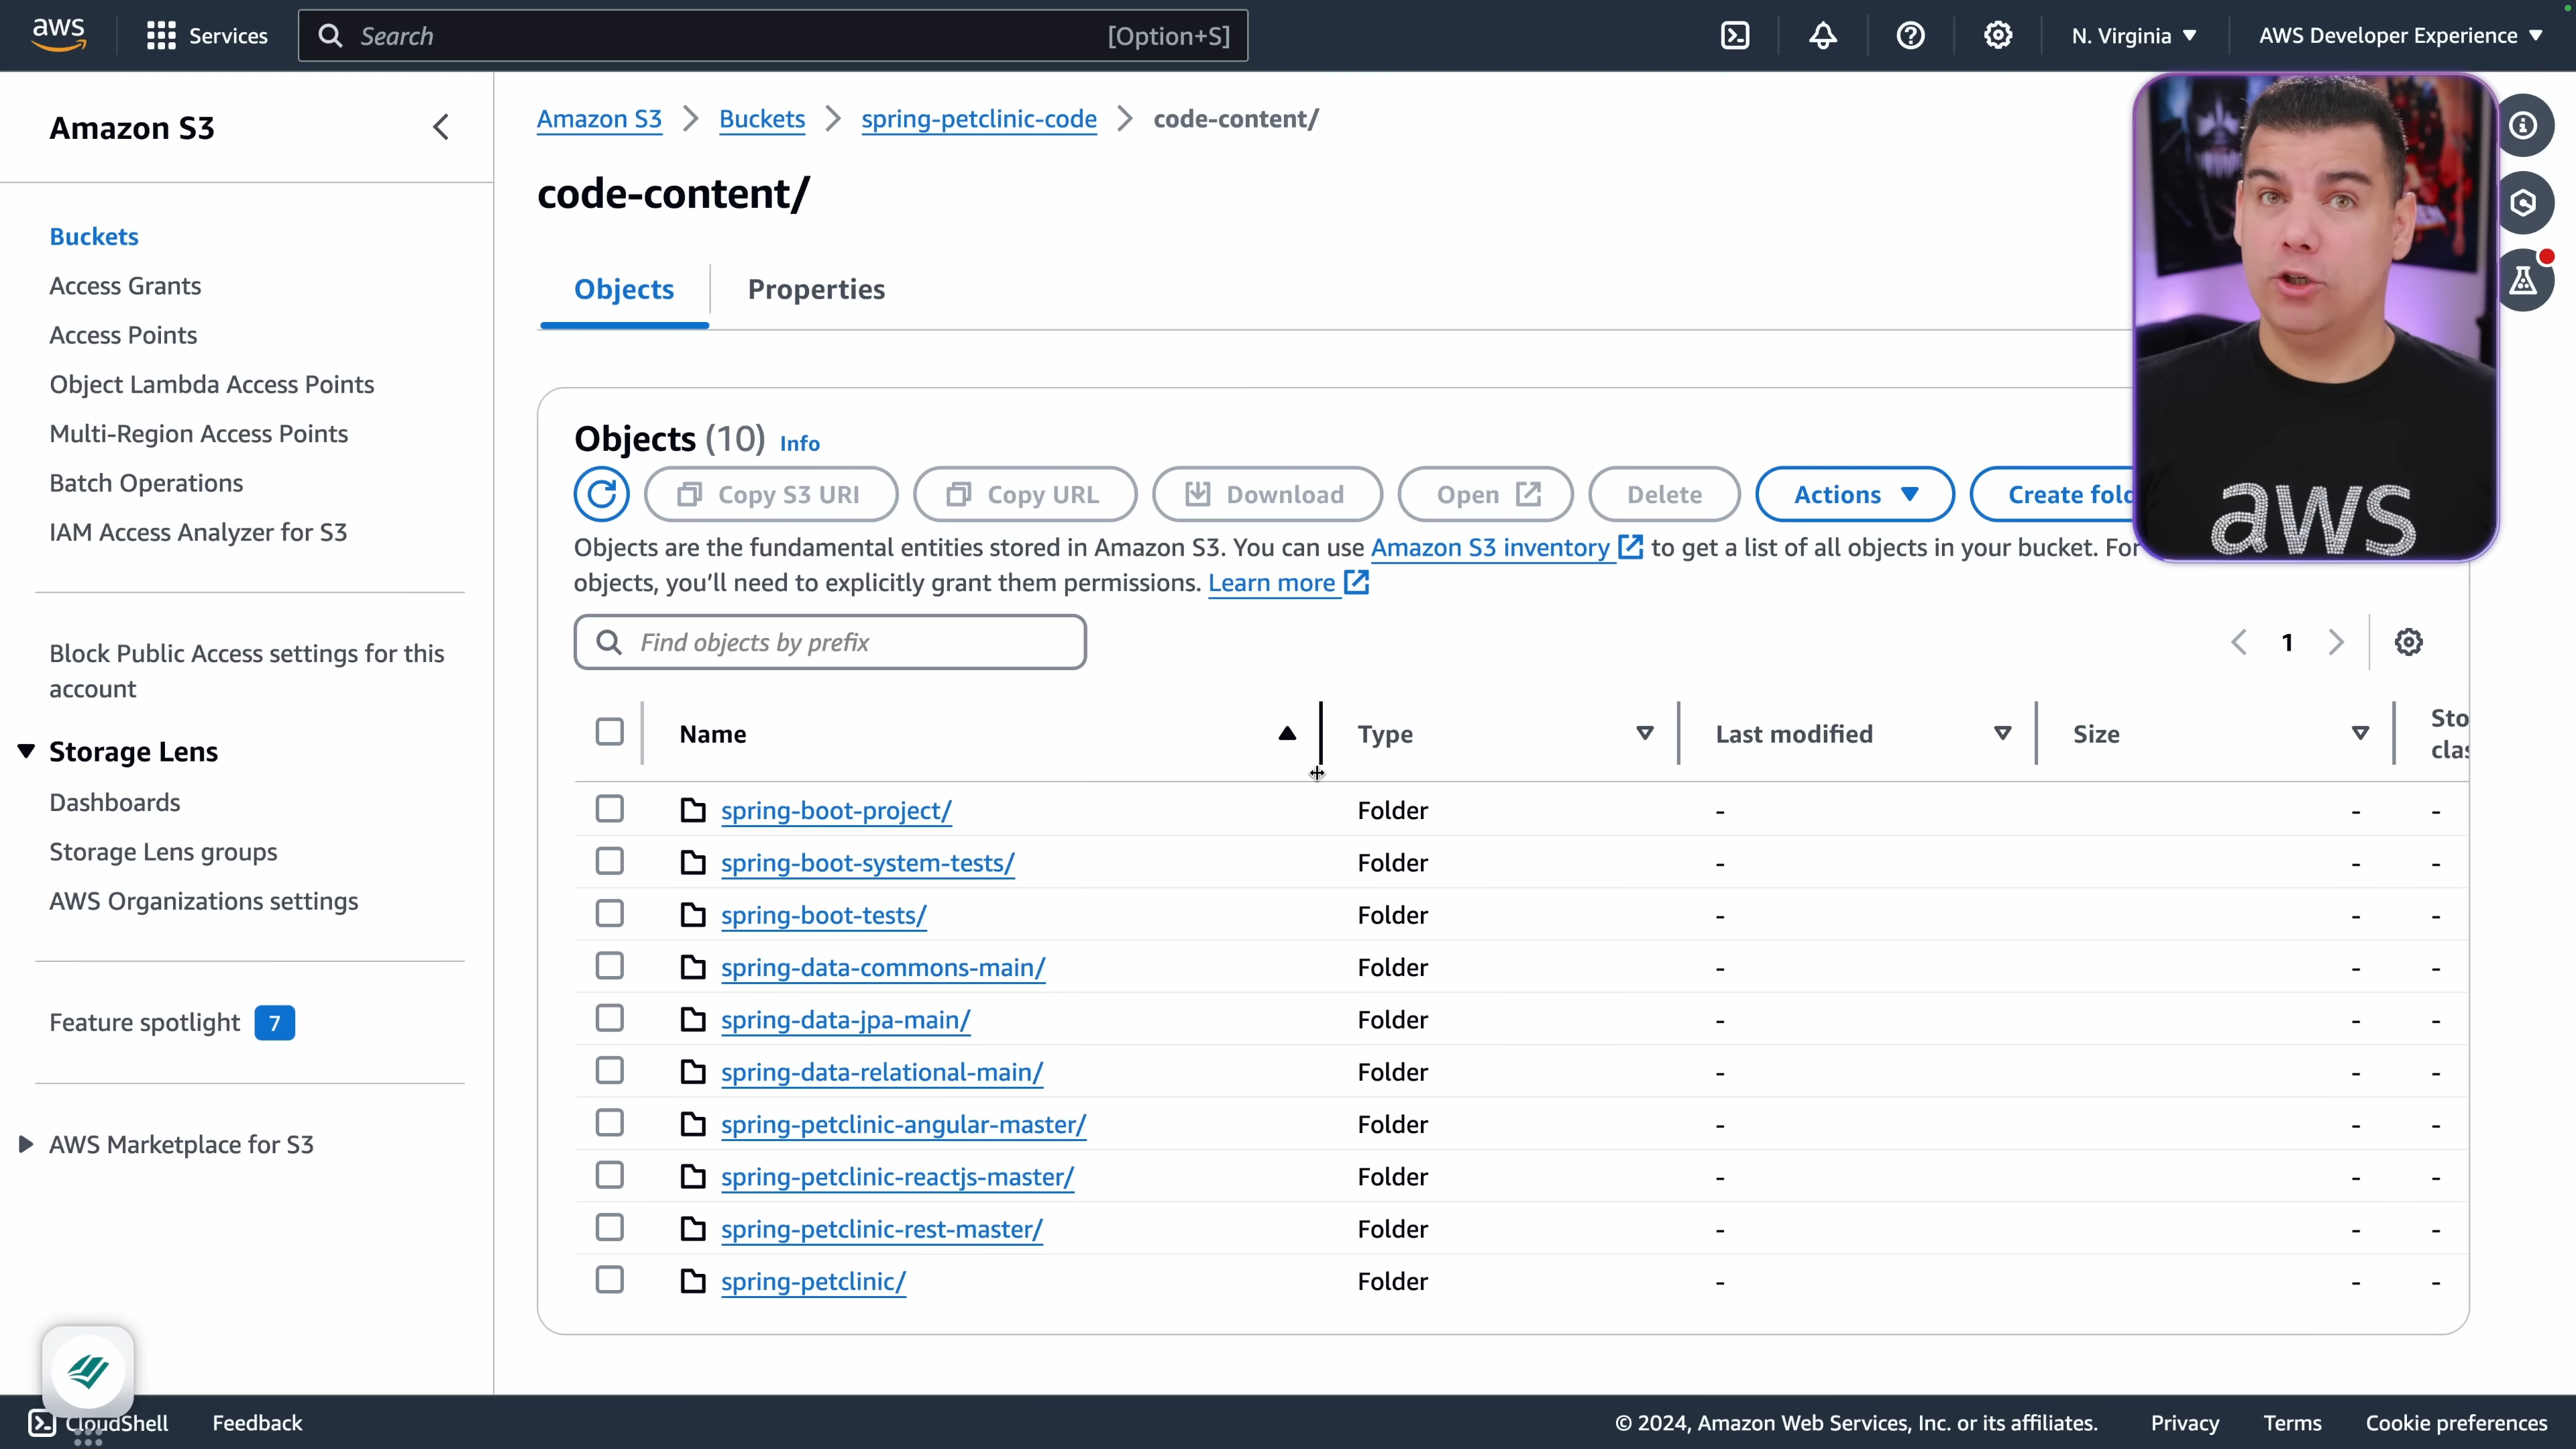 aws
Services
Search
[Option+S]
N. Virginia
AWS Developer Experience
Amazon S3
Buckets
Access Grants
Access Points
Object Lambda Access Points
Multi-Region Access Points
Batch Operations
IAM Access Analyzer for S3
Block Public Access settings for this
account
Storage Lens
Dashboards
Storage Lens groups
AWS Organizations settings
Feature spotlight 7
AWS Marketplace for S3
Amazon S3 > Buckets > spring-petclinic-code > code-content/
code-content/
Objects
Properties
Objects (10) Info
Copy S3 URI
Copy URL
Download
Open
Delete
Actions
Create fold
Objects are the fundamental entities stored in Amazon S3. You can use Amazon S3 inventory to get a list of all objects in your bucket. For
objects, you'll need to explicitly grant them permissions. Learn more
Find objects by prefix
1
Name Type Last modified Size Sto
clas
spring-boot-project/ Folder - - -
spring-boot-system-tests/ Folder - - -
spring-boot-tests/ Folder - - -
spring-data-commons-main/ Folder - - -
spring-data-jpa-main/ Folder - - -
spring-data-relational-main/ Folder - - -
spring-petclinic-angular-master/ Folder - - -
spring-petclinic-reactjs-master/ Folder - - -
spring-petclinic-rest-master/ Folder - - -
spring-petclinic/ Folder - - -
aws
CloudShell
Feedback
© 2024, Amazon Web Services, Inc. or its affiliates.
Privacy
Terms
Cookie preferences